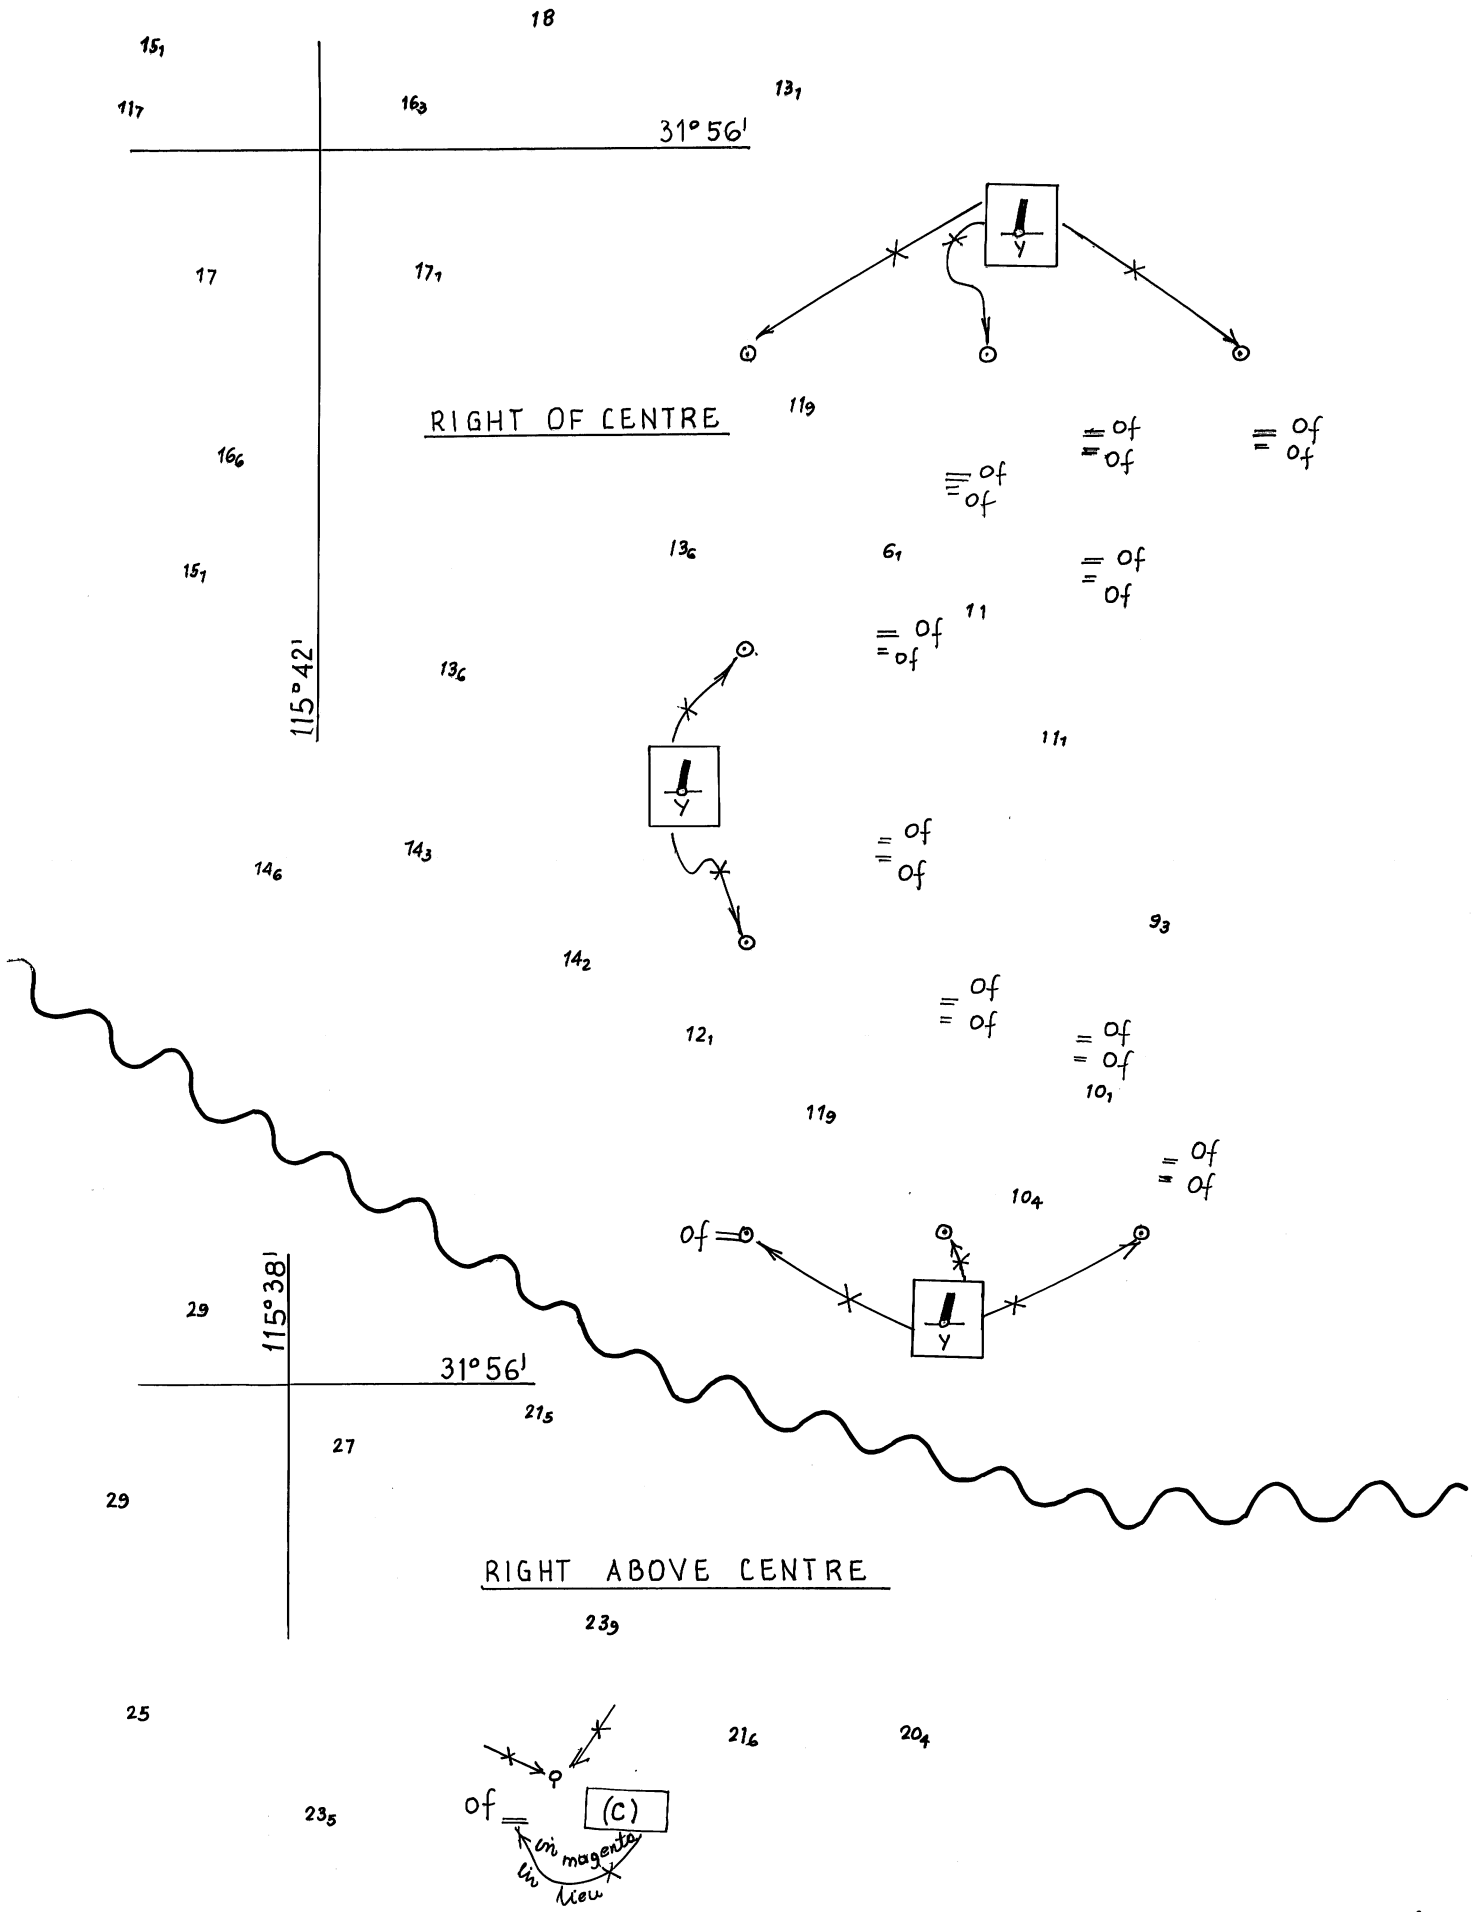 18
15₁
13₁
11₇
16₃
31° 56'
Y
17
17₁
11₉
RIGHT OF CENTRE
Of
Of
Of
Of
16₆
Of
Of
13₆
6₁
Of
Of
15₁
11
Of
Of
13₆
115° 42'
11₁
Y
Of
Of
14₃
14₆
9₃
14₂
Of
Of
12₁
Of
Of
10₁
11₉
Of
Of
10₄
Of
115° 38'
29
Y
31° 56'
21₅
27
29
RIGHT ABOVE CENTRE
23₉
25
21₆
20₄
Of
(C)
23₅
in magenta
in lieu